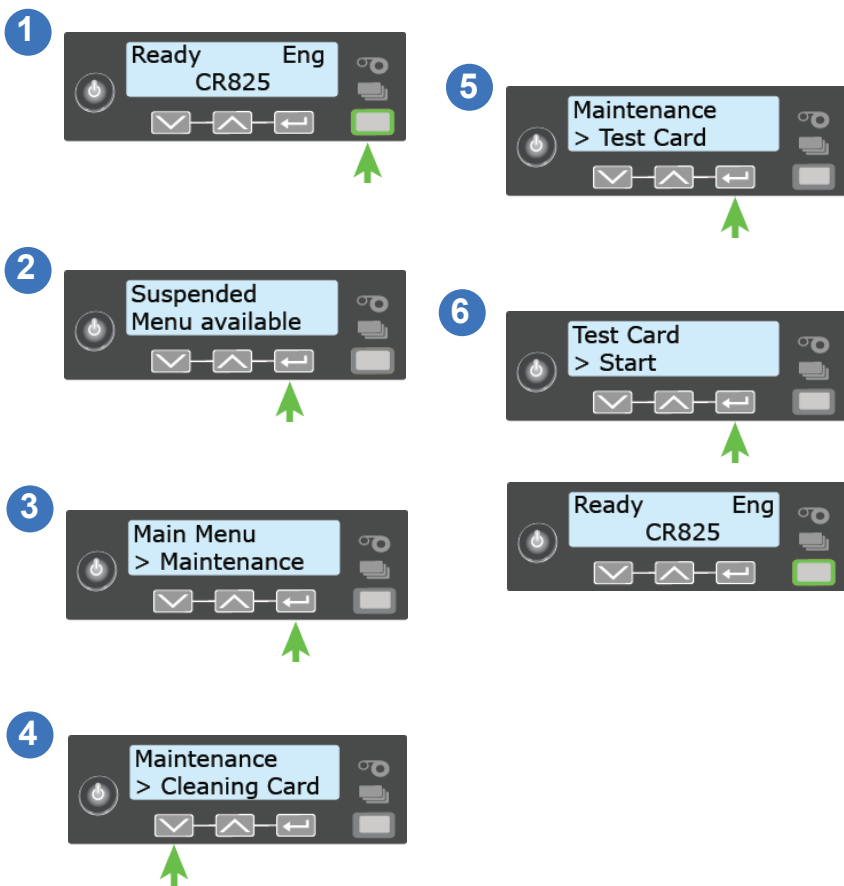 1
Ready Eng
CR825
2
Suspended
Menu available
3
Main Menu
> Maintenance
4
Maintenance
> Cleaning Card
5
Maintenance
> Test Card
6
Test Card
> Start
Ready Eng
CR825